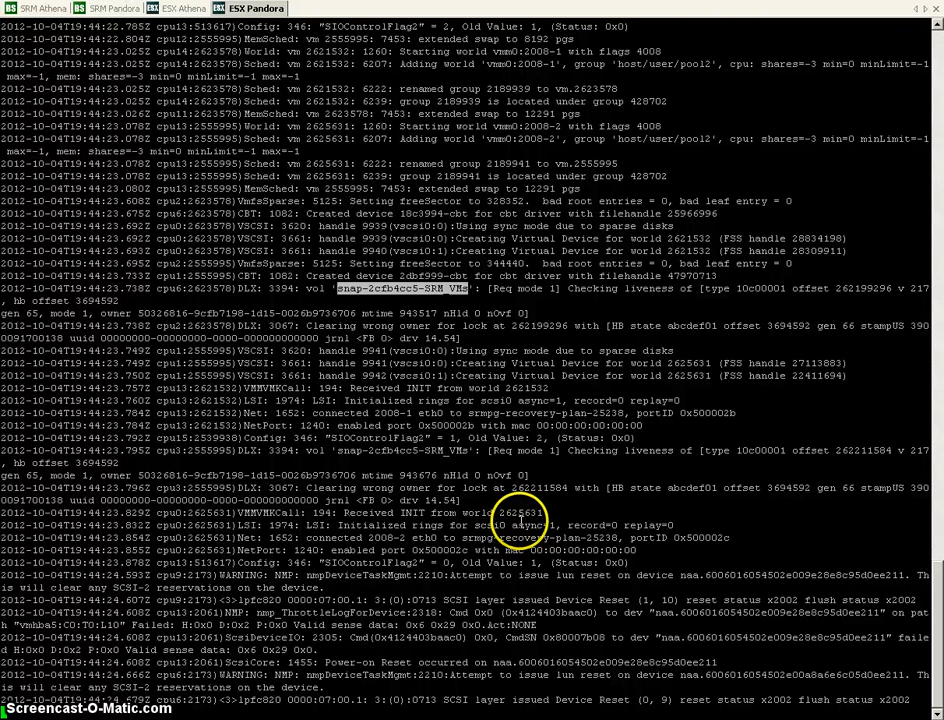 SRM Athena SRM Pandora ESX Athena ESX Pandora
2012-10-04T19:44:22.785Z cpu13:513617)Config: 346: "SIOControlFlag2" = 2, Old Value: 1, (Status: 0x0)
2012-10-04T19:44:22.804Z cpu12:2555995)MemSched: vm 2555995: 7453: extended swap to 8192 pgs
2012-10-04T19:44:23.025Z cpu14:2623578)World: vm 2621532: 1260: Starting world vmm0:2008-1 with flags 4008
2012-10-04T19:44:23.025Z cpu14:2623578)Sched: vm 2621532: 6207: Adding world 'vmm0:2008-1', group 'host/user/pool2', cpu: shares=-3 min=0 minLimit=-1
max=-1, mem: shares=-3 min=0 minLimit=-1 max=-1
2012-10-04T19:44:23.025Z cpu14:2623578)Sched: vm 2621532: 6222: renamed group 2189939 to vm.2623578
2012-10-04T19:44:23.025Z cpu14:2623578)Sched: vm 2621532: 6239: group 2189939 is located under group 428702
2012-10-04T19:44:23.026Z cpu11:2623578)MemSched: vm 2623578: 7453: extended swap to 12291 pgs
2012-10-04T19:44:23.078Z cpu13:2555995)World: vm 2625631: 1260: Starting world vmm0:2008-2 with flags 4008
2012-10-04T19:44:23.078Z cpu13:2555995)Sched: vm 2625631: 6207: Adding world 'vmm0:2008-2', group 'host/user/pool2', cpu: shares=-3 min=0 minLimit=-1
max=-1, mem: shares=-3 min=0 minLimit=-1 max=-1
2012-10-04T19:44:23.078Z cpu13:2555995)Sched: vm 2625631: 6222: renamed group 2189941 to vm.2555995
2012-10-04T19:44:23.078Z cpu13:2555995)Sched: vm 2625631: 6239: group 2189941 is located under group 428702
2012-10-04T19:44:23.080Z cpu0:2555995)MemSched: vm 2555995: 7453: extended swap to 12291 pgs
2012-10-04T19:44:23.608Z cpu2:2623578)VmfsSparse: 5125: Setting freeSector to 328352. bad root entries = 0, bad leaf entry = 0
2012-10-04T19:44:23.675Z cpu6:2623578)CBT: 1082: Created device 18c3994-cbt for cbt driver with filehandle 25966996
2012-10-04T19:44:23.692Z cpu7:2623578)VSCSI: 3620: handle 9939(vscsi0:0):Using sync mode due to sparse disks
2012-10-04T19:44:23.692Z cpu7:2623578)VSCSI: 3661: handle 9939(vscsi0:0):Creating Virtual Device for world 2621532 (FSS handle 28834198)
2012-10-04T19:44:23.693Z cpu7:2623578)VSCSI: 3661: handle 9940(vscsi0:1):Creating Virtual Device for world 2621532 (FSS handle 28309911)
2012-10-04T19:44:23.695Z cpu0:2555995)VmfsSparse: 5125: Setting freeSector to 344440. bad root entries = 0, bad leaf entry = 0
2012-10-04T19:44:23.733Z cpu1:2555995)CBT: 1082: Created device 2dbf999-cbt for cbt driver with filehandle 47970713
2012-10-04T19:44:23.738Z cpu6:2623578)DLX: 3394: vol 'snap-2cfb4cc5-SRM_VMs': [Req mode 1] Checking liveness of [type 10c00001 offset 262199296 v 217
, hb offset 3694592
gen 65, mode 1, owner 50326816-9cfb7198-1d15-0026b9736706 mtime 943517 nHld 0 nOvf 0]
2012-10-04T19:44:23.738Z cpu6:2623578)DLX: 3067: Clearing wrong owner for lock at 262199296 with [HB state abcdef01 offset 3694592 gen 66 stampUS 390
0091700138 uuid 00000000-00000000-0000-000000000000 jrnl <FB 0> drv 14.54]
2012-10-04T19:44:23.749Z cpu1:2555995)VSCSI: 3620: handle 9941(vscsi0:0):Using sync mode due to sparse disks
2012-10-04T19:44:23.749Z cpu1:2555995)VSCSI: 3661: handle 9941(vscsi0:0):Creating Virtual Device for world 2625631 (FSS handle 27113883)
2012-10-04T19:44:23.750Z cpu1:2555995)VSCSI: 3661: handle 9942(vscsi0:1):Creating Virtual Device for world 2625631 (FSS handle 22411694)
2012-10-04T19:44:23.757Z cpu13:2621532)VMMVMKCall: 194: Received INIT from world 2621532
2012-10-04T19:44:23.760Z cpu13:2621532)LSI: 1974: LSI: Initialized rings for scsi0 async=1, record=0 replay=0
2012-10-04T19:44:23.784Z cpu13:2621532)Net: 1652: connected 2008-1 eth0 to srmpg-recovery-plan-25238, portID 0x500002b
2012-10-04T19:44:23.784Z cpu13:2621532)NetPort: 1240: enabled port 0x500002b with mac 00:00:00:00:00:00
2012-10-04T19:44:23.784Z cpu15:2539938)Config: 346: "SIOControlFlag2" = 1, Old Value: 2, (Status: 0x0)
2012-10-04T19:44:23.795Z cpu3:2555995)DLX: 3394: vol 'snap-2cfb4cc5-SRM_VMs': [Req mode 1] Checking liveness of [type 10c00001 offset 262211584 v 217
, hb offset 3694592
gen 65, mode 1, owner 50326816-9cfb7198-1d15-0026b9736706 mtime 943676 nHld 0 nOvf 0]
2012-10-04T19:44:23.796Z cpu3:2555995)DLX: 3067: Clearing wrong owner for lock at 262211584 with [HB state abcdef01 offset 3694592 gen 66 stampUS 390
0091700138 uuid 00000000-00000000-0000-000000000000 jrnl <FB 0> drv 14.54]
2012-10-04T19:44:23.829Z cpu0:2625631)VMMVMKCall: 194: Received INIT from world 2625631
2012-10-04T19:44:23.832Z cpu0:2625631)LSI: 1974: LSI: Initialized rings for scsi0 async=1, record=0 replay=0
2012-10-04T19:44:23.854Z cpu0:2625631)Net: 1652: connected 2008-2 eth0 to srmpg-recovery-plan-25238, portID 0x500002c
2012-10-04T19:44:23.855Z cpu0:2625631)NetPort: 1240: enabled port 0x500002c with mac 00:00:00:00:00:00
2012-10-04T19:44:23.878Z cpu13:513617)Config: 346: "SIOControlFlag2" = 0, Old Value: 1, (Status: 0x0)
2012-10-04T19:44:24.593Z cpu9:2173)WARNING: NMP: nmpDeviceTaskMgmt:2210:Attempt to issue lun reset on device naa.6006016054502e009e28e8c95d0ee211. Th
is will clear any SCSI-2 reservations on the device.
2012-10-04T19:44:24.600Z cpu9:2173)<3>lpfc820 0000:07:00.1: 3:(0):0713 SCSI layer issued Device Reset (1, 10) reset status x2002 flush status x2002
2012-10-04T19:44:24.608Z cpu13:2061)NMP: nmp_ThrottleLogForDevice:2318: Cmd 0x0 (0x4124403baac0) to dev "naa.6006016054502e009e28e8c95d0ee211" on pat
h "vmhba5:C0:T0:L10" Failed: H:0x0 D:0x2 P:0x0 Valid sense data: 0x6 0x29 0x0.Act:NONE
2012-10-04T19:44:24.608Z cpu13:2061)ScsiDeviceIO: 2305: Cmd(0x4124403baac0) 0x0, CmdSN 0x80007b08 to dev "naa.6006016054502e009e28e8c95d0ee211" faile
d H:0x0 D:0x2 P:0x0 Valid sense data: 0x6 0x29 0x0.
2012-10-04T19:44:24.608Z cpu13:2061)ScsiCore: 1455: Power-on Reset occurred on naa.6006016054502e009e28e8c95d0ee211
2012-10-04T19:44:24.666Z cpu6:2173)WARNING: NMP: nmpDeviceTaskMgmt:2210:Attempt to issue lun reset on device naa.6006016054502e00a8a6e6c95d0ee211. Th
is will clear any SCSI-2 reservations on the device.
2012-10-04T19:44:24.679Z cpu6:2173)<3>lpfc820 0000:07:00.1: 3:(0):0713 SCSI layer issued Device Reset (0, 9) reset status x2002 flush status x2002
Screencast-O-Matic.com